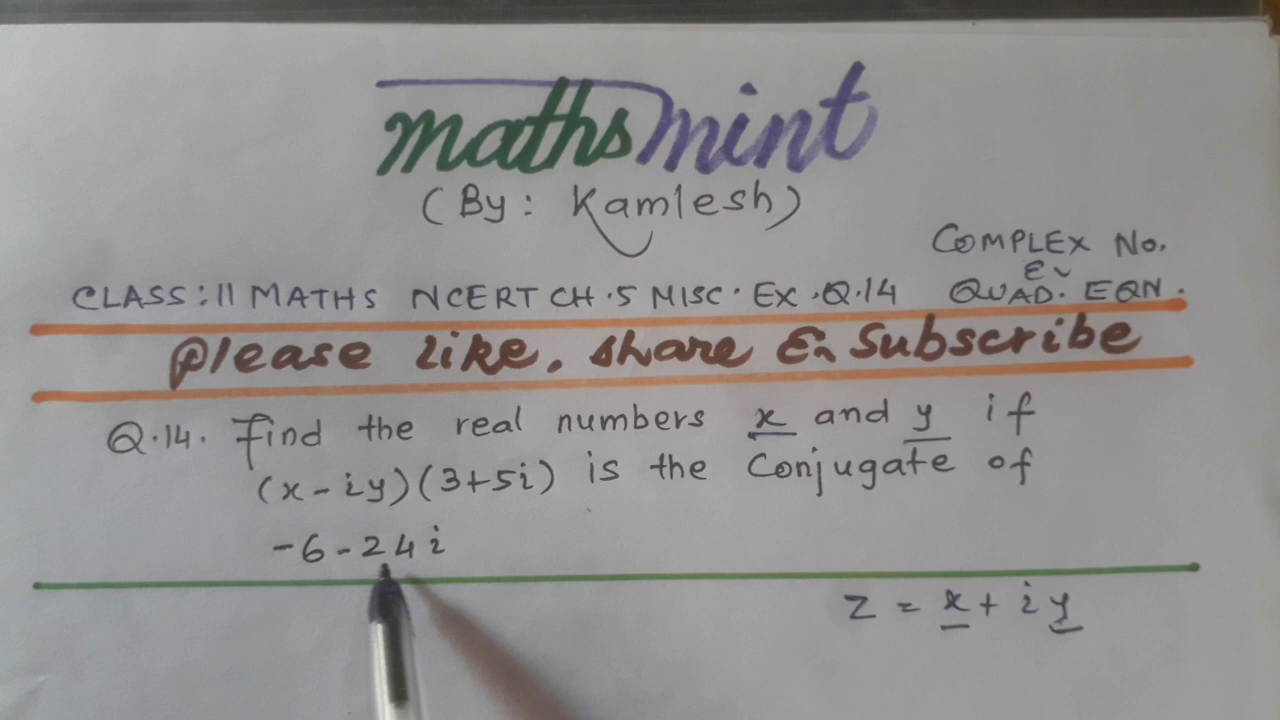 maths mint
(By: Kamlesh)
COMPLEX No.
&
CLASS:11 MATHS NCERT CH.5 MISC. EX.Q.14 QUAD. EQN.
Please Like, Share & Subscribe
Q.14. Find the real numbers x and y if
(x-iy)(3+5i) is the Conjugate of
-6-24i
z = x+iy